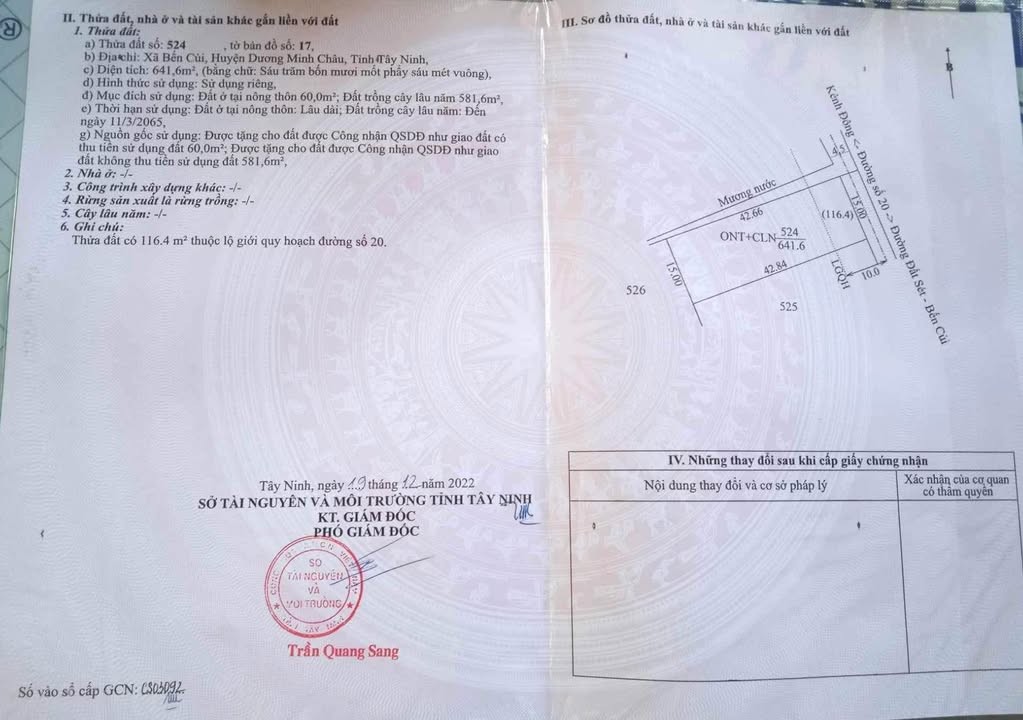 II. Thửa đất, nhà ở và tài sản khác gắn liền với đất
1. Thửa đất:
a) Thửa đất số: 524 , tờ bản đồ số: 17,
b) Địa chỉ: Xã Bến Củi, Huyện Dương Minh Châu, Tỉnh Tây Ninh,
c) Diện tích: 641,6m², (bằng chữ: Sáu trăm bốn mươi mốt phẩy sáu mét vuông),
d) Hình thức sử dụng: Sử dụng riêng,
đ) Mục đích sử dụng: Đất ở tại nông thôn 60,0m²; Đất trồng cây lâu năm 581,6m²,
e) Thời hạn sử dụng: Đất ở tại nông thôn: Lâu dài; Đất trồng cây lâu năm: Đến
ngày 11/3/2065,
g) Nguồn gốc sử dụng: Được tặng cho đất được Công nhận QSDĐ như giao đất có
thu tiền sử dụng đất 60,0m²; Được tặng cho đất được Công nhận QSDĐ như giao
đất không thu tiền sử dụng đất 581,6m²,
2. Nhà ở: -/-
3. Công trình xây dựng khác: -/-
4. Rừng sản xuất là rừng trồng: -/-
5. Cây lâu năm: -/-
6. Ghi chú:
Thửa đất có 116.4 m² thuộc lộ giới quy hoạch đường số 20.
Tây Ninh, ngày 19 tháng 12 năm 2022
SỞ TÀI NGUYÊN VÀ MÔI TRƯỜNG TỈNH TÂY NINH
KT. GIÁM ĐỐC
PHÓ GIÁM ĐỐC
SỞ
TÀI NGUYÊN
VÀ
MÔI TRƯỜNG
Trần Quang Sang
Số vào sổ cấp GCN: CS03092
III. Sơ đồ thửa đất, nhà ở và tài sản khác gắn liền với đất
B
Kênh Đông <- Đường số 20 -> Đường Đất Sét - Bến Củi
4.5
Mương nước
42.66
15.00
(116.4)
ONT+CLN 524
641.6
15.00
42.84
LGQH
10.0
526
525
IV. Những thay đổi sau khi cấp giấy chứng nhận
Nội dung thay đổi và cơ sở pháp lý
Xác nhận của cơ quan
có thẩm quyền